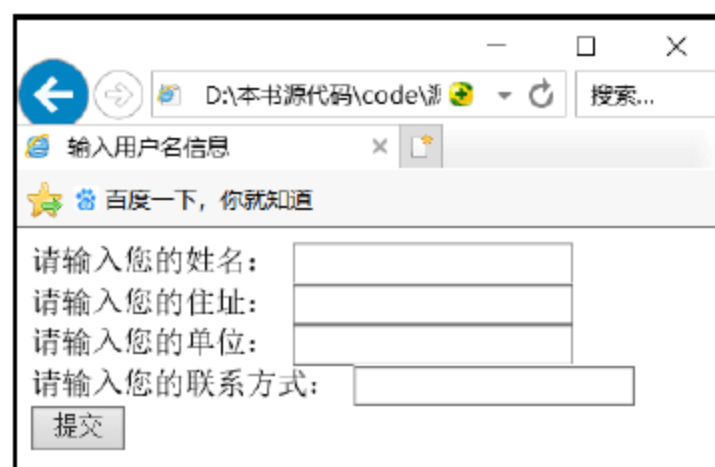 D:\本书源代码\code\源
搜索...
输入用户名信息
百度一下，你就知道
请输入您的姓名：
请输入您的住址：
请输入您的单位：
请输入您的联系方式：
提交